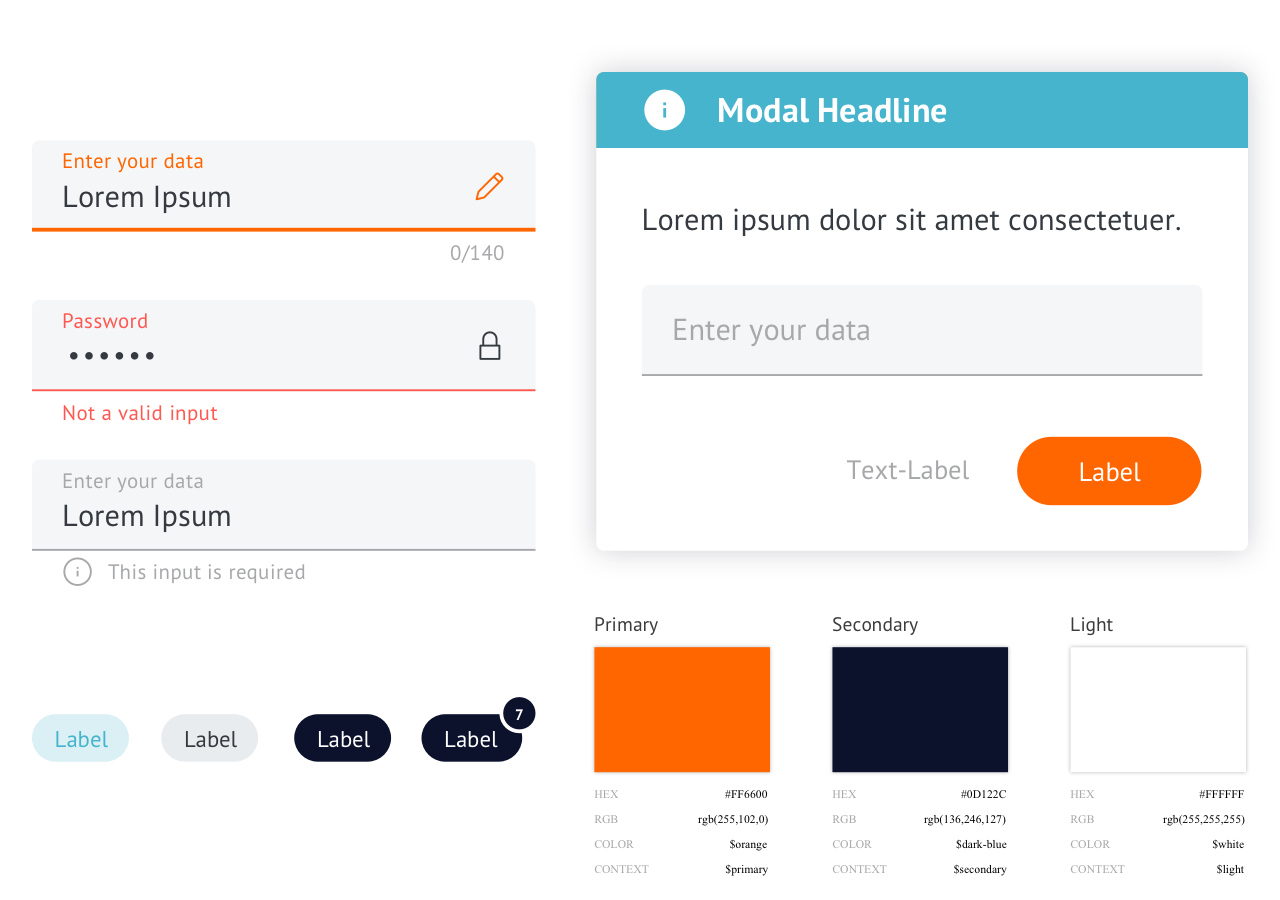 Enter your data
Lorem Ipsum
0/140
Password
••••••
Not a valid input
Enter your data
Lorem Ipsum
i This input is required
Label Label Label Label 7
i Modal Headline
Lorem ipsum dolor sit amet consectetuer.
Enter your data
Text-Label Label
Primary Secondary Light
HEX #FF6600 HEX #0D122C HEX #FFFFFF
RGB rgb(255,102,0) RGB rgb(136,246,127) RGB rgb(255,255,255)
COLOR $orange COLOR $dark-blue COLOR $white
CONTEXT $primary CONTEXT $secondary CONTEXT $light